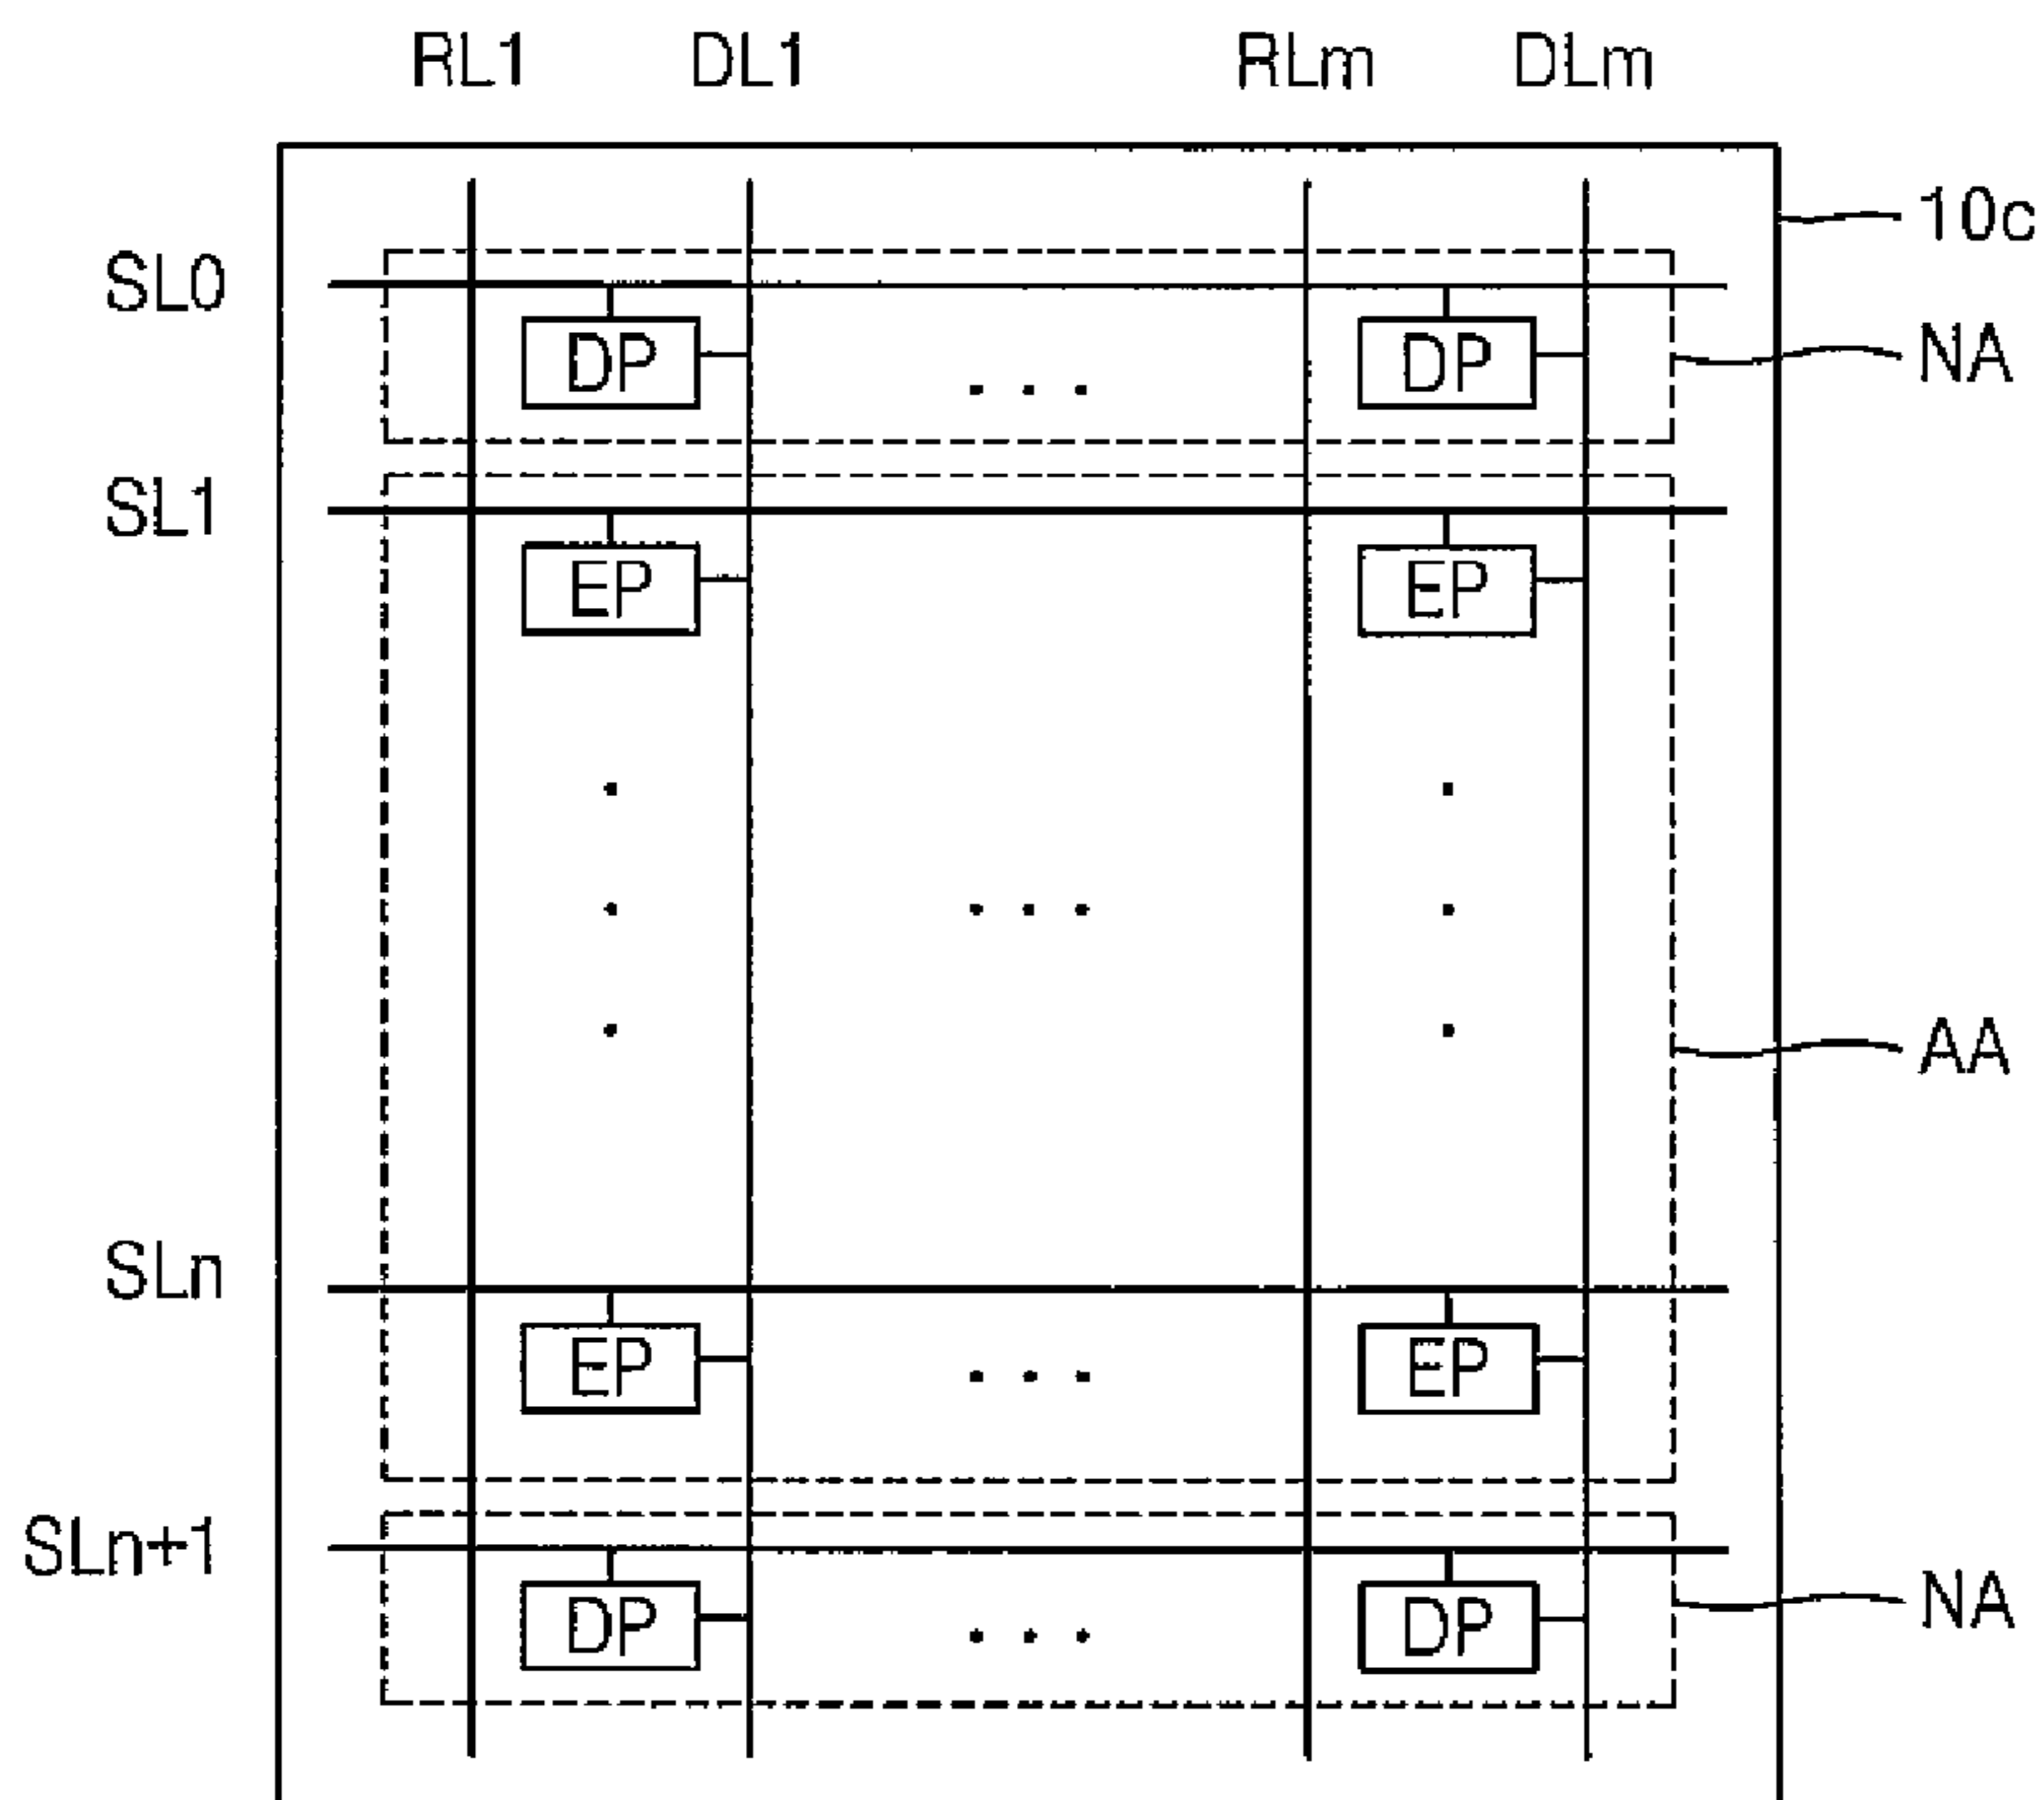 RL1 DL1 RLm DLm
10c
SL0
DP DP NA
SL1
EP EP
AA
SLn
EP EP
SLn+1
DP DP NA